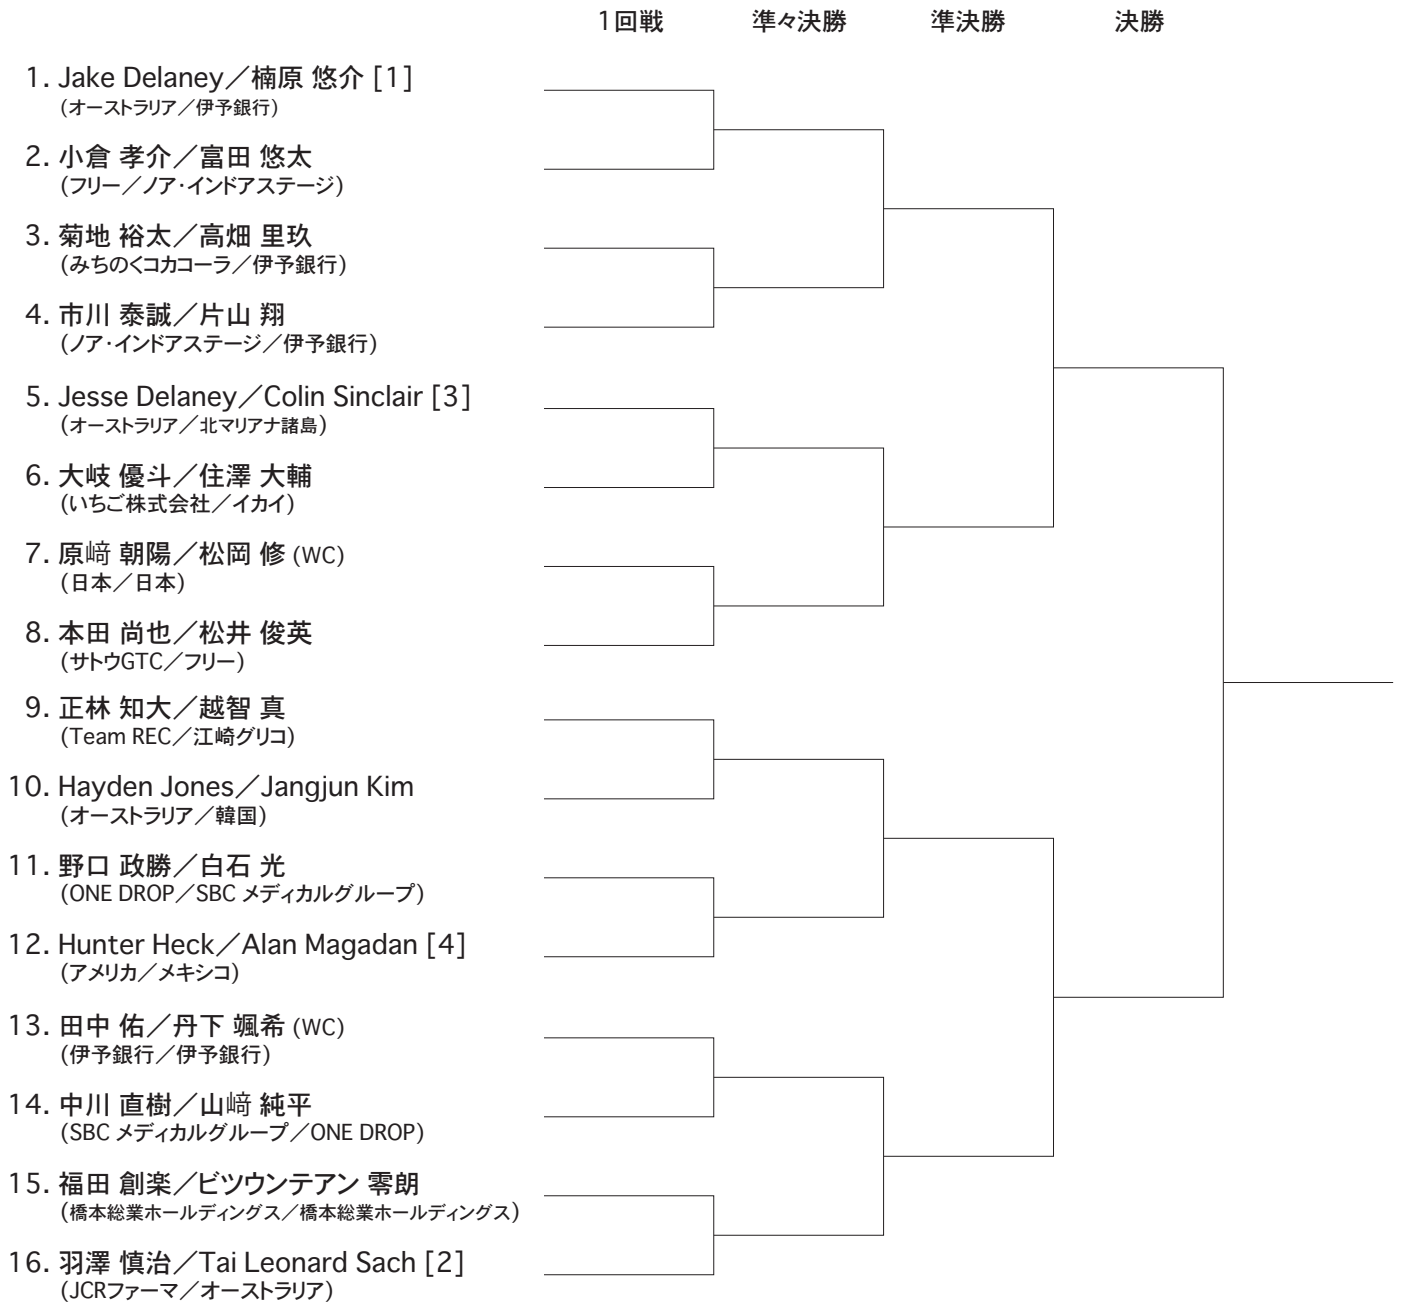 1回戦 準々決勝 準決勝 決勝
1. Jake Delaney／楠原 悠介 [1]
(オーストラリア／伊予銀行)
2. 小倉 孝介／富田 悠太
(フリー／ノア・インドアステージ)
3. 菊地 裕太／高畑 里玖
(みちのくコカコーラ／伊予銀行)
4. 市川 泰誠／片山 翔
(ノア・インドアステージ／伊予銀行)
5. Jesse Delaney／Colin Sinclair [3]
(オーストラリア／北マリアナ諸島)
6. 大岐 優斗／住澤 大輔
(いちご株式会社／イカイ)
7. 原﨑 朝陽／松岡 修 (WC)
(日本／日本)
8. 本田 尚也／松井 俊英
(サトウGTC／フリー)
9. 正林 知大／越智 真
(Team REC／江崎グリコ)
10. Hayden Jones／Jangjun Kim
(オーストラリア／韓国)
11. 野口 政勝／白石 光
(ONE DROP／SBC メディカルグループ)
12. Hunter Heck／Alan Magadan [4]
(アメリカ／メキシコ)
13. 田中 佑／丹下 颯希 (WC)
(伊予銀行／伊予銀行)
14. 中川 直樹／山﨑 純平
(SBC メディカルグループ／ONE DROP)
15. 福田 創楽／ビツウンテアン 零朗
(橋本総業ホールディングス／橋本総業ホールディングス)
16. 羽澤 慎治／Tai Leonard Sach [2]
(JCRファーマ／オーストラリア)